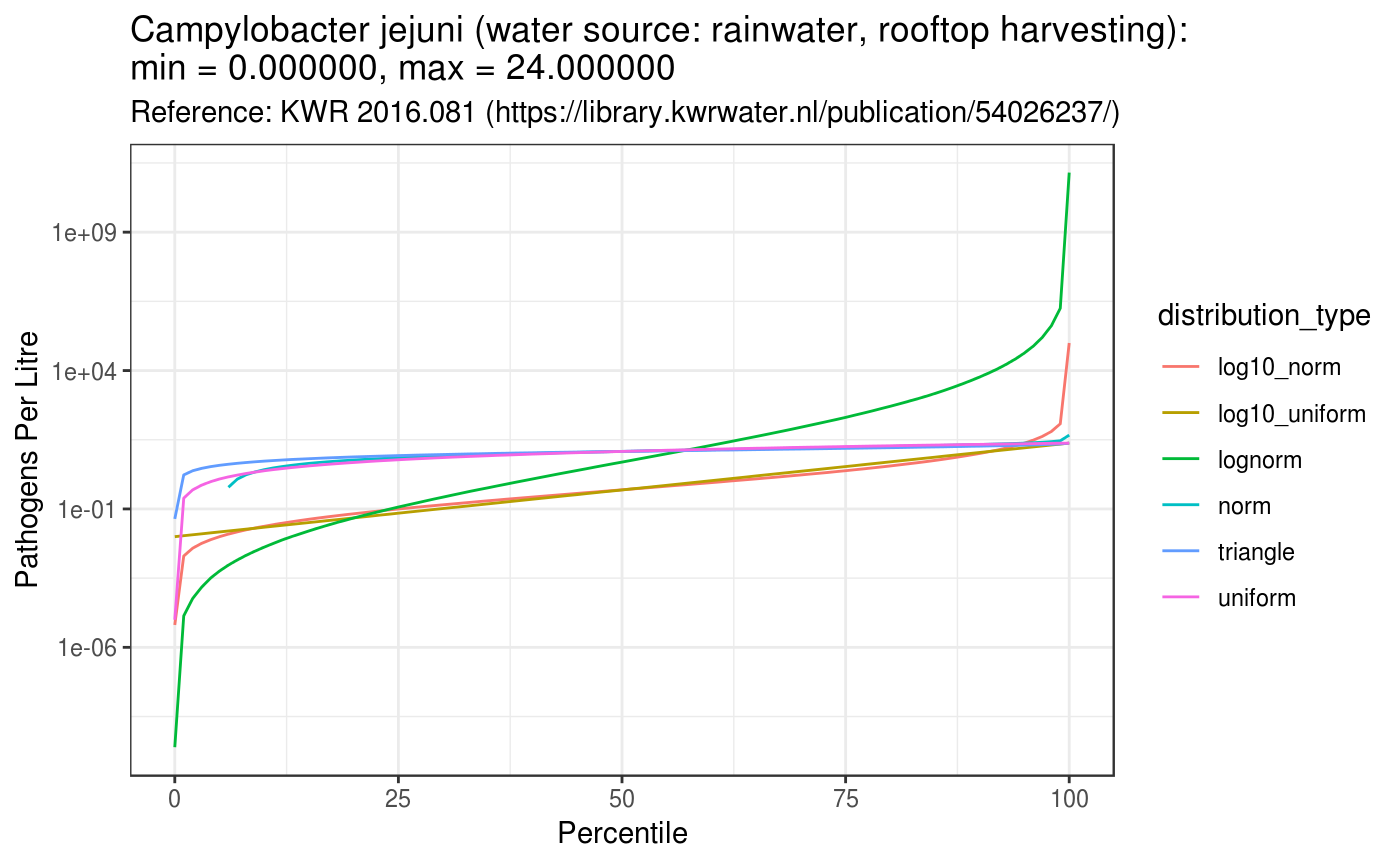 Campylobacter jejuni (water source: rainwater, rooftop harvesting):
min = 0.000000, max = 24.000000
Reference: KWR 2016.081 (https://library.kwrwater.nl/publication/54026237/)
Pathogens Per Litre
1e+09
1e+04
1e-01
1e-06
0
25
50
75
100
Percentile
distribution_type
log10_norm
log10_uniform
lognorm
norm
triangle
uniform